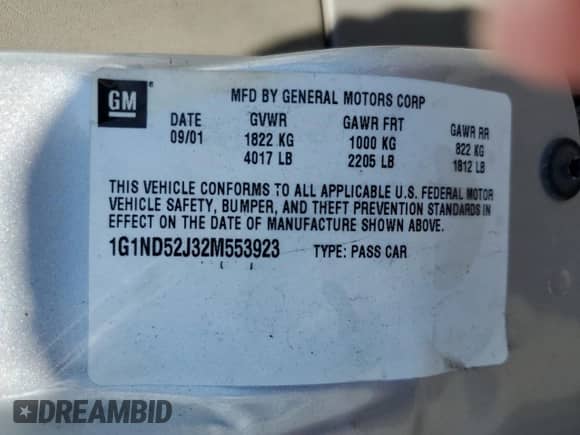 GM ®
MFD BY GENERAL MOTORS CORP
DATE GVWR GAWR FRT GAWR RR
09/01 1822 KG 1000 KG 822 KG
4017 LB 2205 LB 1812 LB
THIS VEHICLE CONFORMS TO ALL APPLICABLE U.S. FEDERAL MOTOR
VEHICLE SAFETY, BUMPER, AND THEFT PREVENTION STANDARDS IN
EFFECT ON THE DATE OF MANUFACTURE SHOWN ABOVE.
1G1ND52J32M553923 TYPE: PASS CAR
DREAMBID